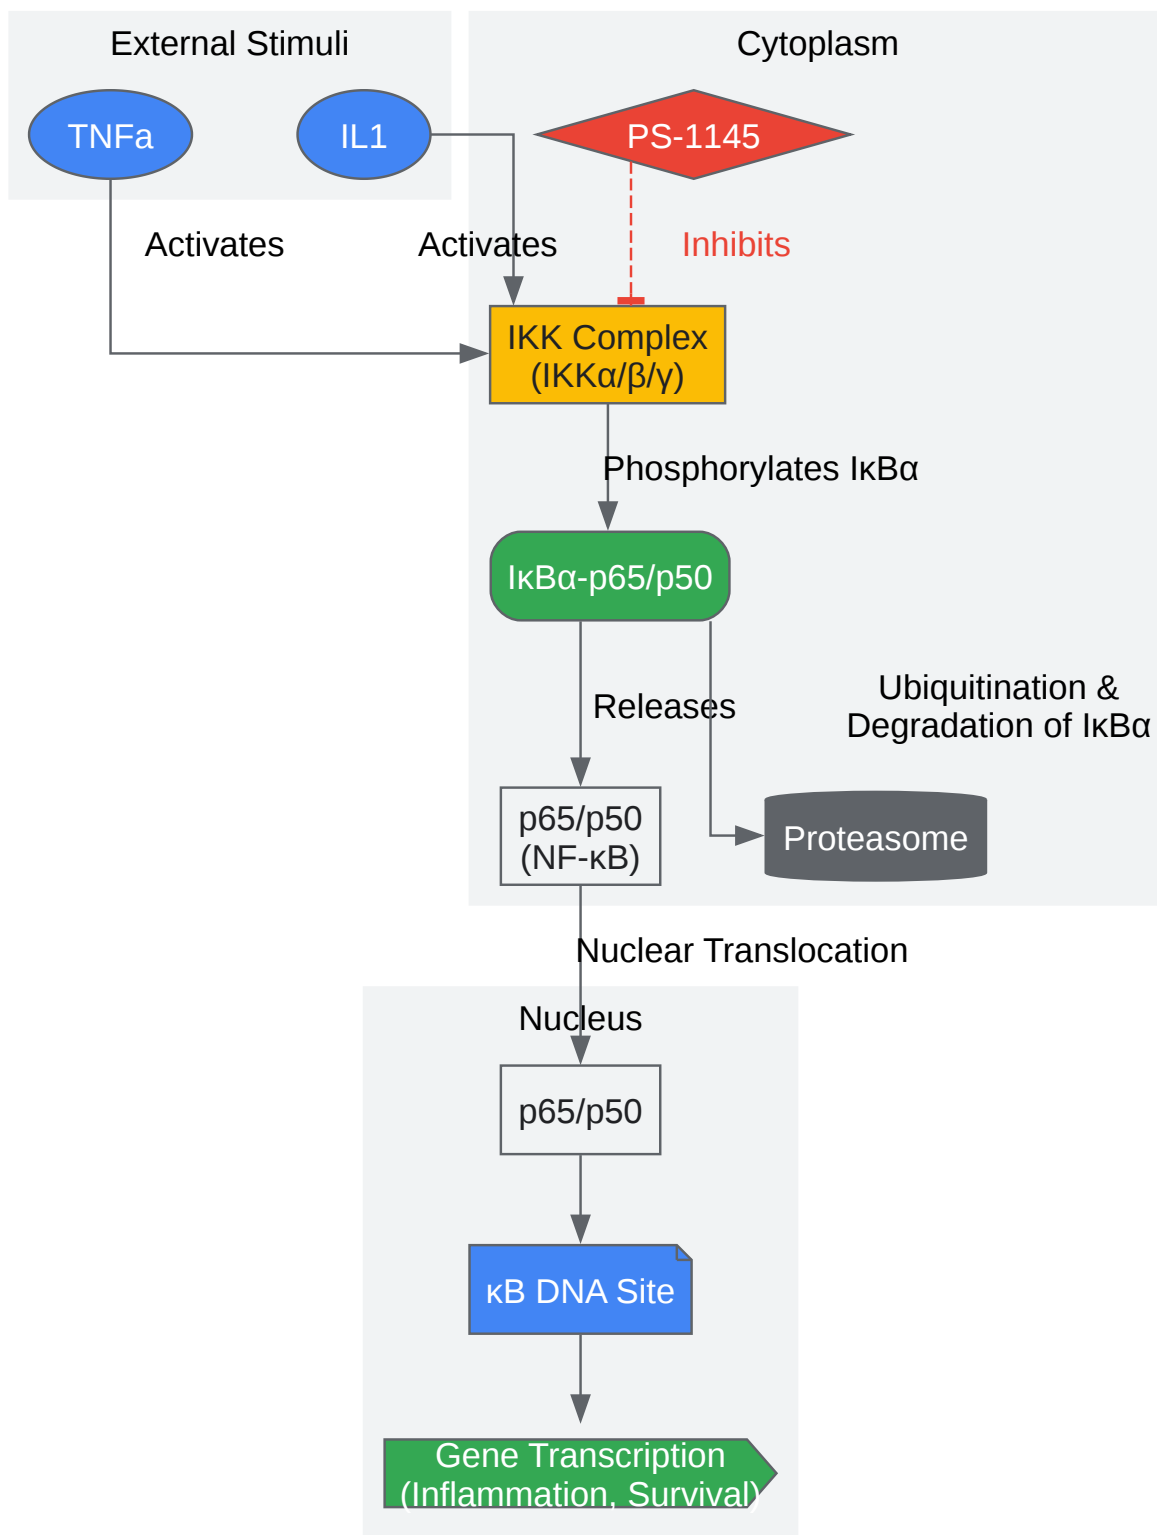 External Stimuli
Cytoplasm
TNFa
IL1
PS-1145
Activates
Activates
Inhibits
IKK Complex
(IKKα/β/γ)
Phosphorylates IκBα
IκBα-p65/p50
Releases
Ubiquitination &
Degradation of IκBα
p65/p50
(NF-κB)
Proteasome
Nuclear Translocation
Nucleus
p65/p50
κB DNA Site
Gene Transcription
(Inflammation, Survival)